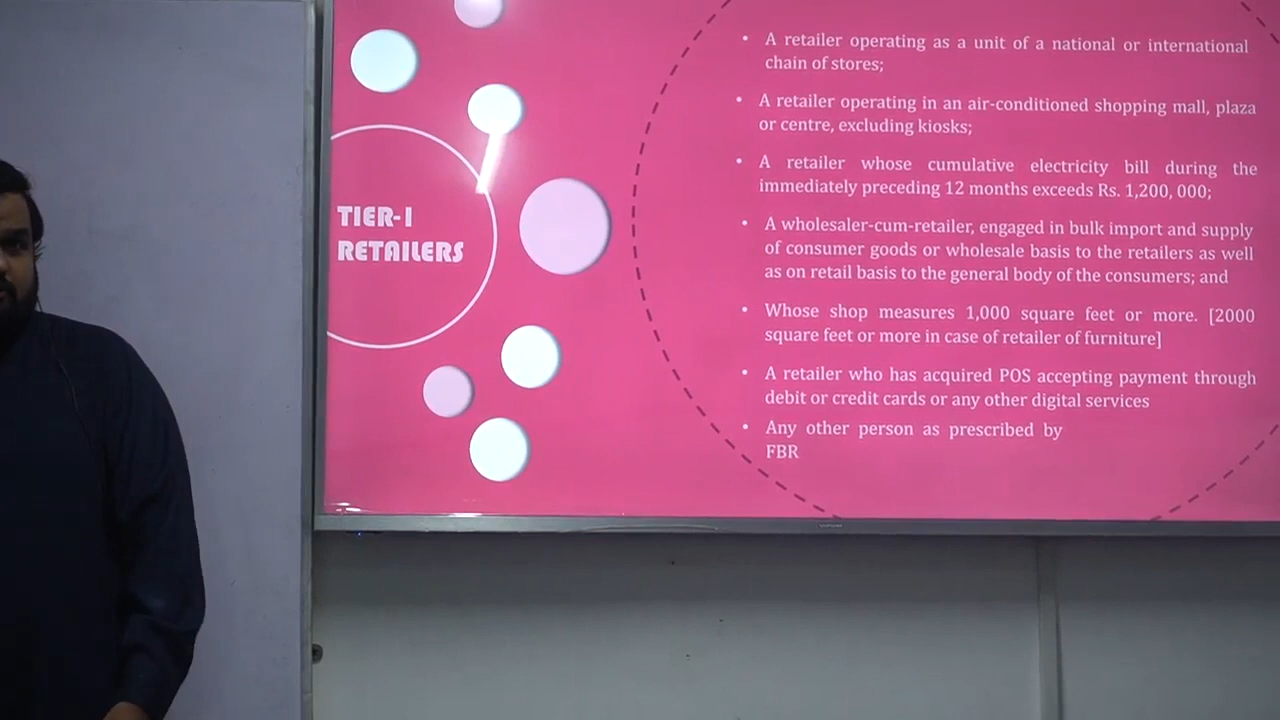 TIER-I
RETAILERS
• A retailer operating as a unit of a national or international
chain of stores;
• A retailer operating in an air-conditioned shopping mall, plaza
or centre, excluding kiosks;
• A retailer whose cumulative electricity bill during the
immediately preceding 12 months exceeds Rs. 1,200, 000;
• A wholesaler-cum-retailer, engaged in bulk import and supply
of consumer goods or wholesale basis to the retailers as well
as on retail basis to the general body of the consumers; and
• Whose shop measures 1,000 square feet or more. [2000
square feet or more in case of retailer of furniture]
• A retailer who has acquired POS accepting payment through
debit or credit cards or any other digital services
• Any other person as prescribed by
FBR